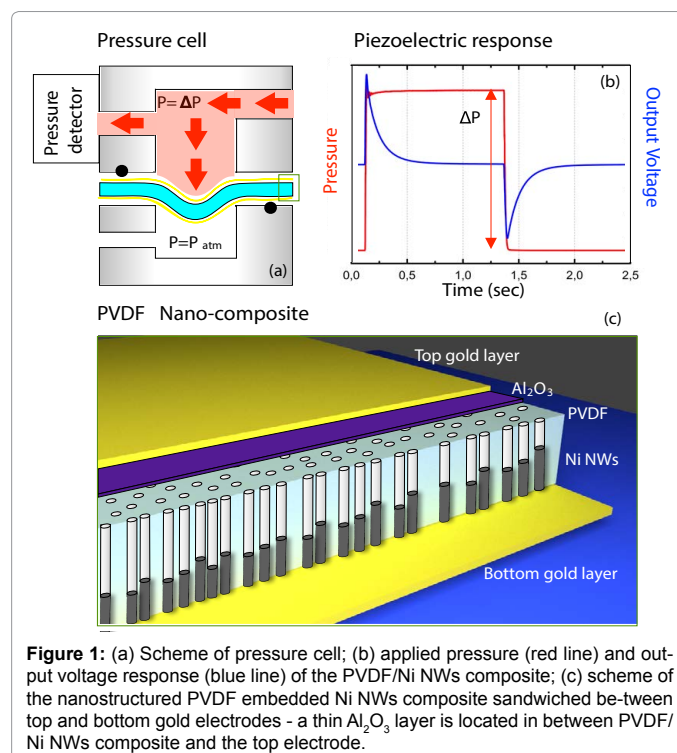 Pressure cell
Piezoelectric response
Pressure detector
P= ΔP
P=P atm
(a)
(b)
Pressure
ΔP
Output Voltage
0,0 0,5 1,0 1,5 2,0 2,5
Time (sec)
PVDF Nano-composite
(c)
Top gold layer
Al₂O₃
PVDF
Ni NWs
Bottom gold layer
Figure 1: (a) Scheme of pressure cell; (b) applied pressure (red line) and out-
put voltage response (blue line) of the PVDF/Ni NWs composite; (c) scheme of
the nanostructured PVDF embedded Ni NWs composite sandwiched be-tween
top and bottom gold electrodes - a thin Al₂O₃ layer is located in between PVDF/
Ni NWs composite and the top electrode.